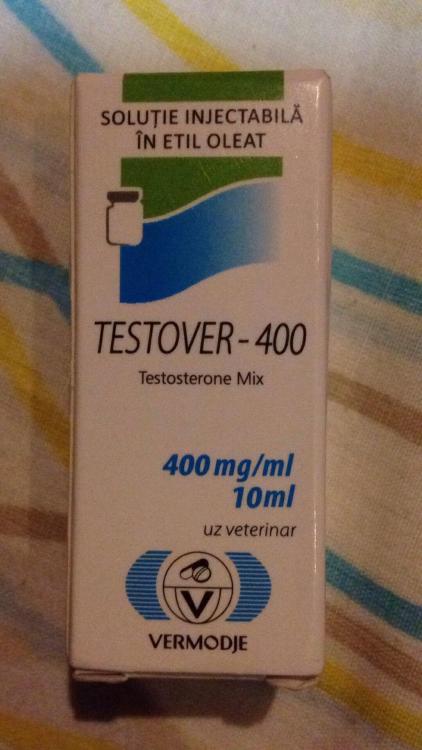 SOLUȚIE INJECTABILĂ
ÎN ETIL OLEAT
TESTOVER - 400
Testosterone Mix
400 mg/ml
10ml
uz veterinar
V
VERMODJE